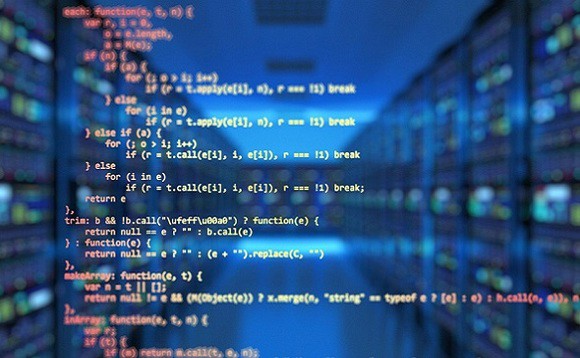 each: function(e, t, n) {
var r, i = 0,
o = e.length,
a = M(e);
if (n) {
if (a) {
for (; o > i; i++)
if (r = t.apply(e[i], n), r === !1) break
} else
for (i in e)
if (r = t.apply(e[i], n), r === !1) break
} else if (a) {
for (; o > i; i++)
if (r = t.call(e[i], i, e[i]), r === !1) break
} else
for (i in e)
if (r = t.call(e[i], i, e[i]), r === !1) break;
return e
},
trim: b && !b.call("\ufeff\u00a0") ? function(e) {
return null == e ? "" : b.call(e)
} : function(e) {
return null == e ? "" : (e + "").replace(C, "")
},
makeArray: function(e, t) {
var n = t || [];
return null != e && (M(Object(e)) ? x.merge(n, "string" == typeof e ? [e] : e) : h.call(n, e)), n
},
inArray: function(e, t, n) {
var r;
if (t) {
if (m) return m.call(t, e, n);